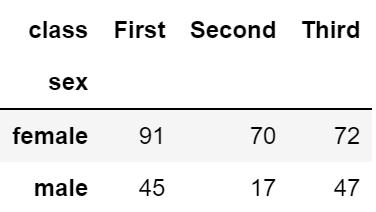 class First Second Third
sex
female 91 70 72
male 45 17 47